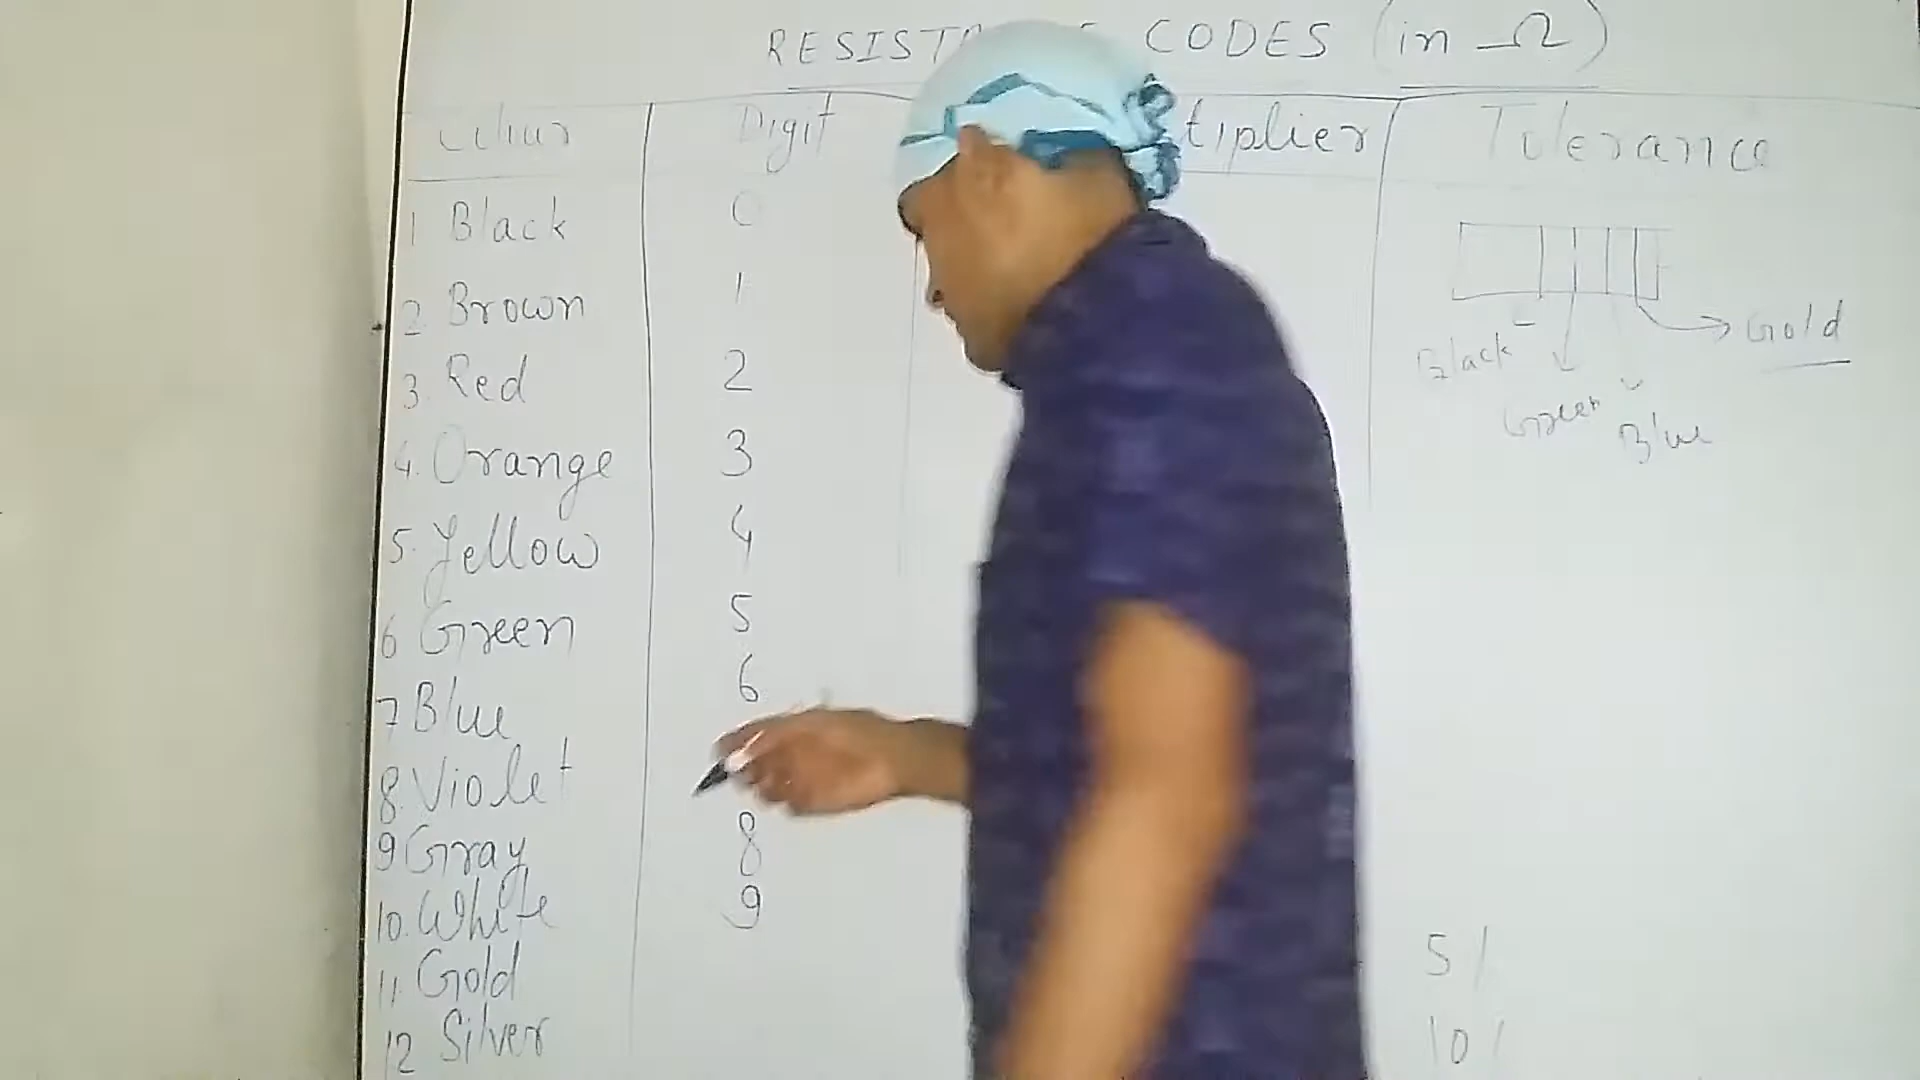 RESIST CODES (in Ω)
Colour Digit tiplier Tolerance
1 Black 0
2 Brown 1
3. Red 2
4. Orange 3
5. Yellow 4
6 Green 5
7 Blue 6
8. Violet
9 Gray 8
10. White 9
11 Gold 5%
12 Silver 10%
Gold
Black
Green
Blue